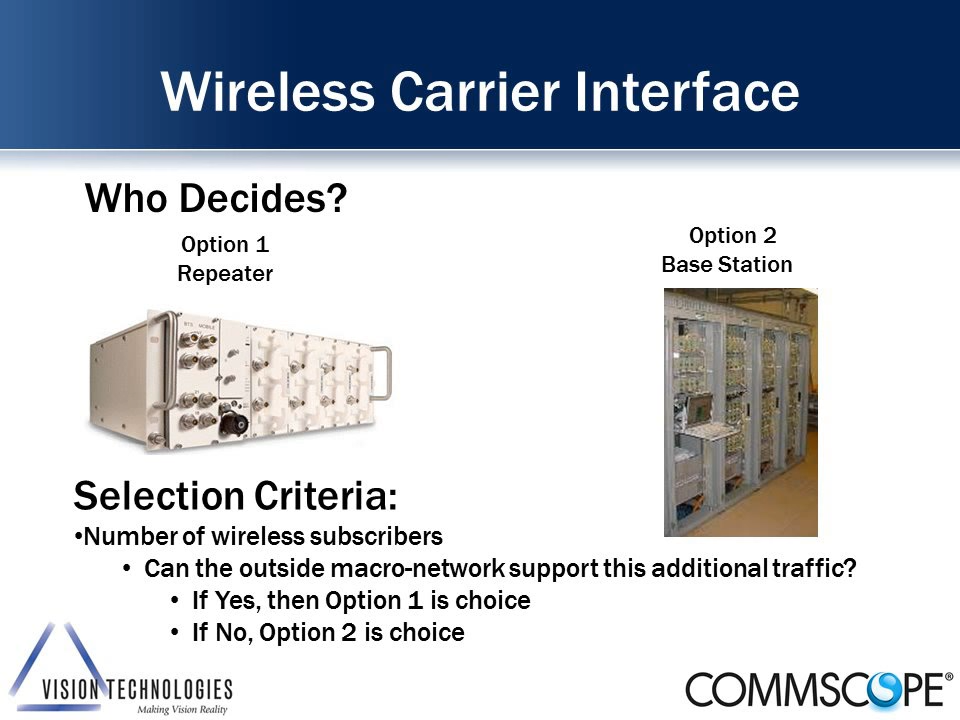 Wireless Carrier Interface
Who Decides?
Option 1
Repeater
Option 2
Base Station
BTS MOBILE
Selection Criteria:
•Number of wireless subscribers
• Can the outside macro-network support this additional traffic?
• If Yes, then Option 1 is choice
• If No, Option 2 is choice
VISION TECHNOLOGIES
Making Vision Reality
COMMSCOPE®